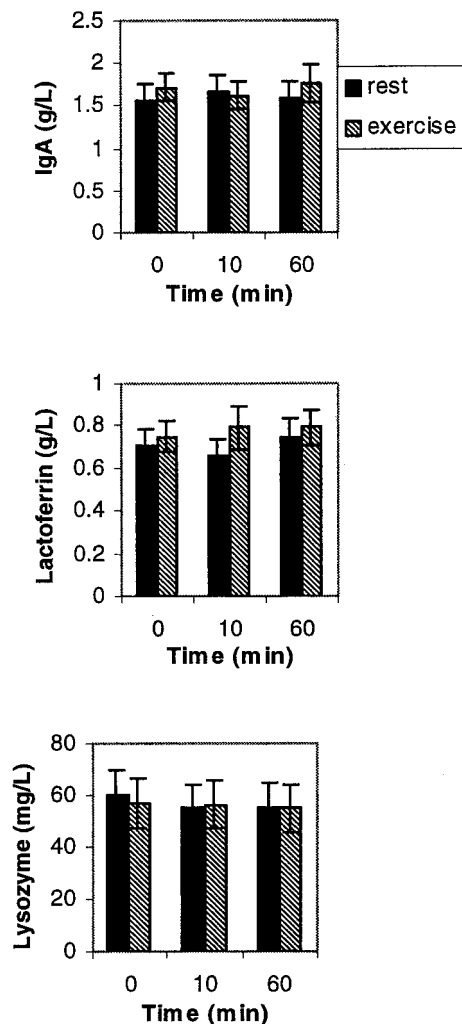 2.5
2
1.5
1
0.5
0
IgA (g/L)
0 10 60
Time (min)
rest
exercise
1
0.8
0.6
0.4
0.2
0
Lactoferrin (g/L)
0 10 60
Time (min)
80
60
40
20
0
Lysozyme (mg/L)
0 10 60
Time (min)